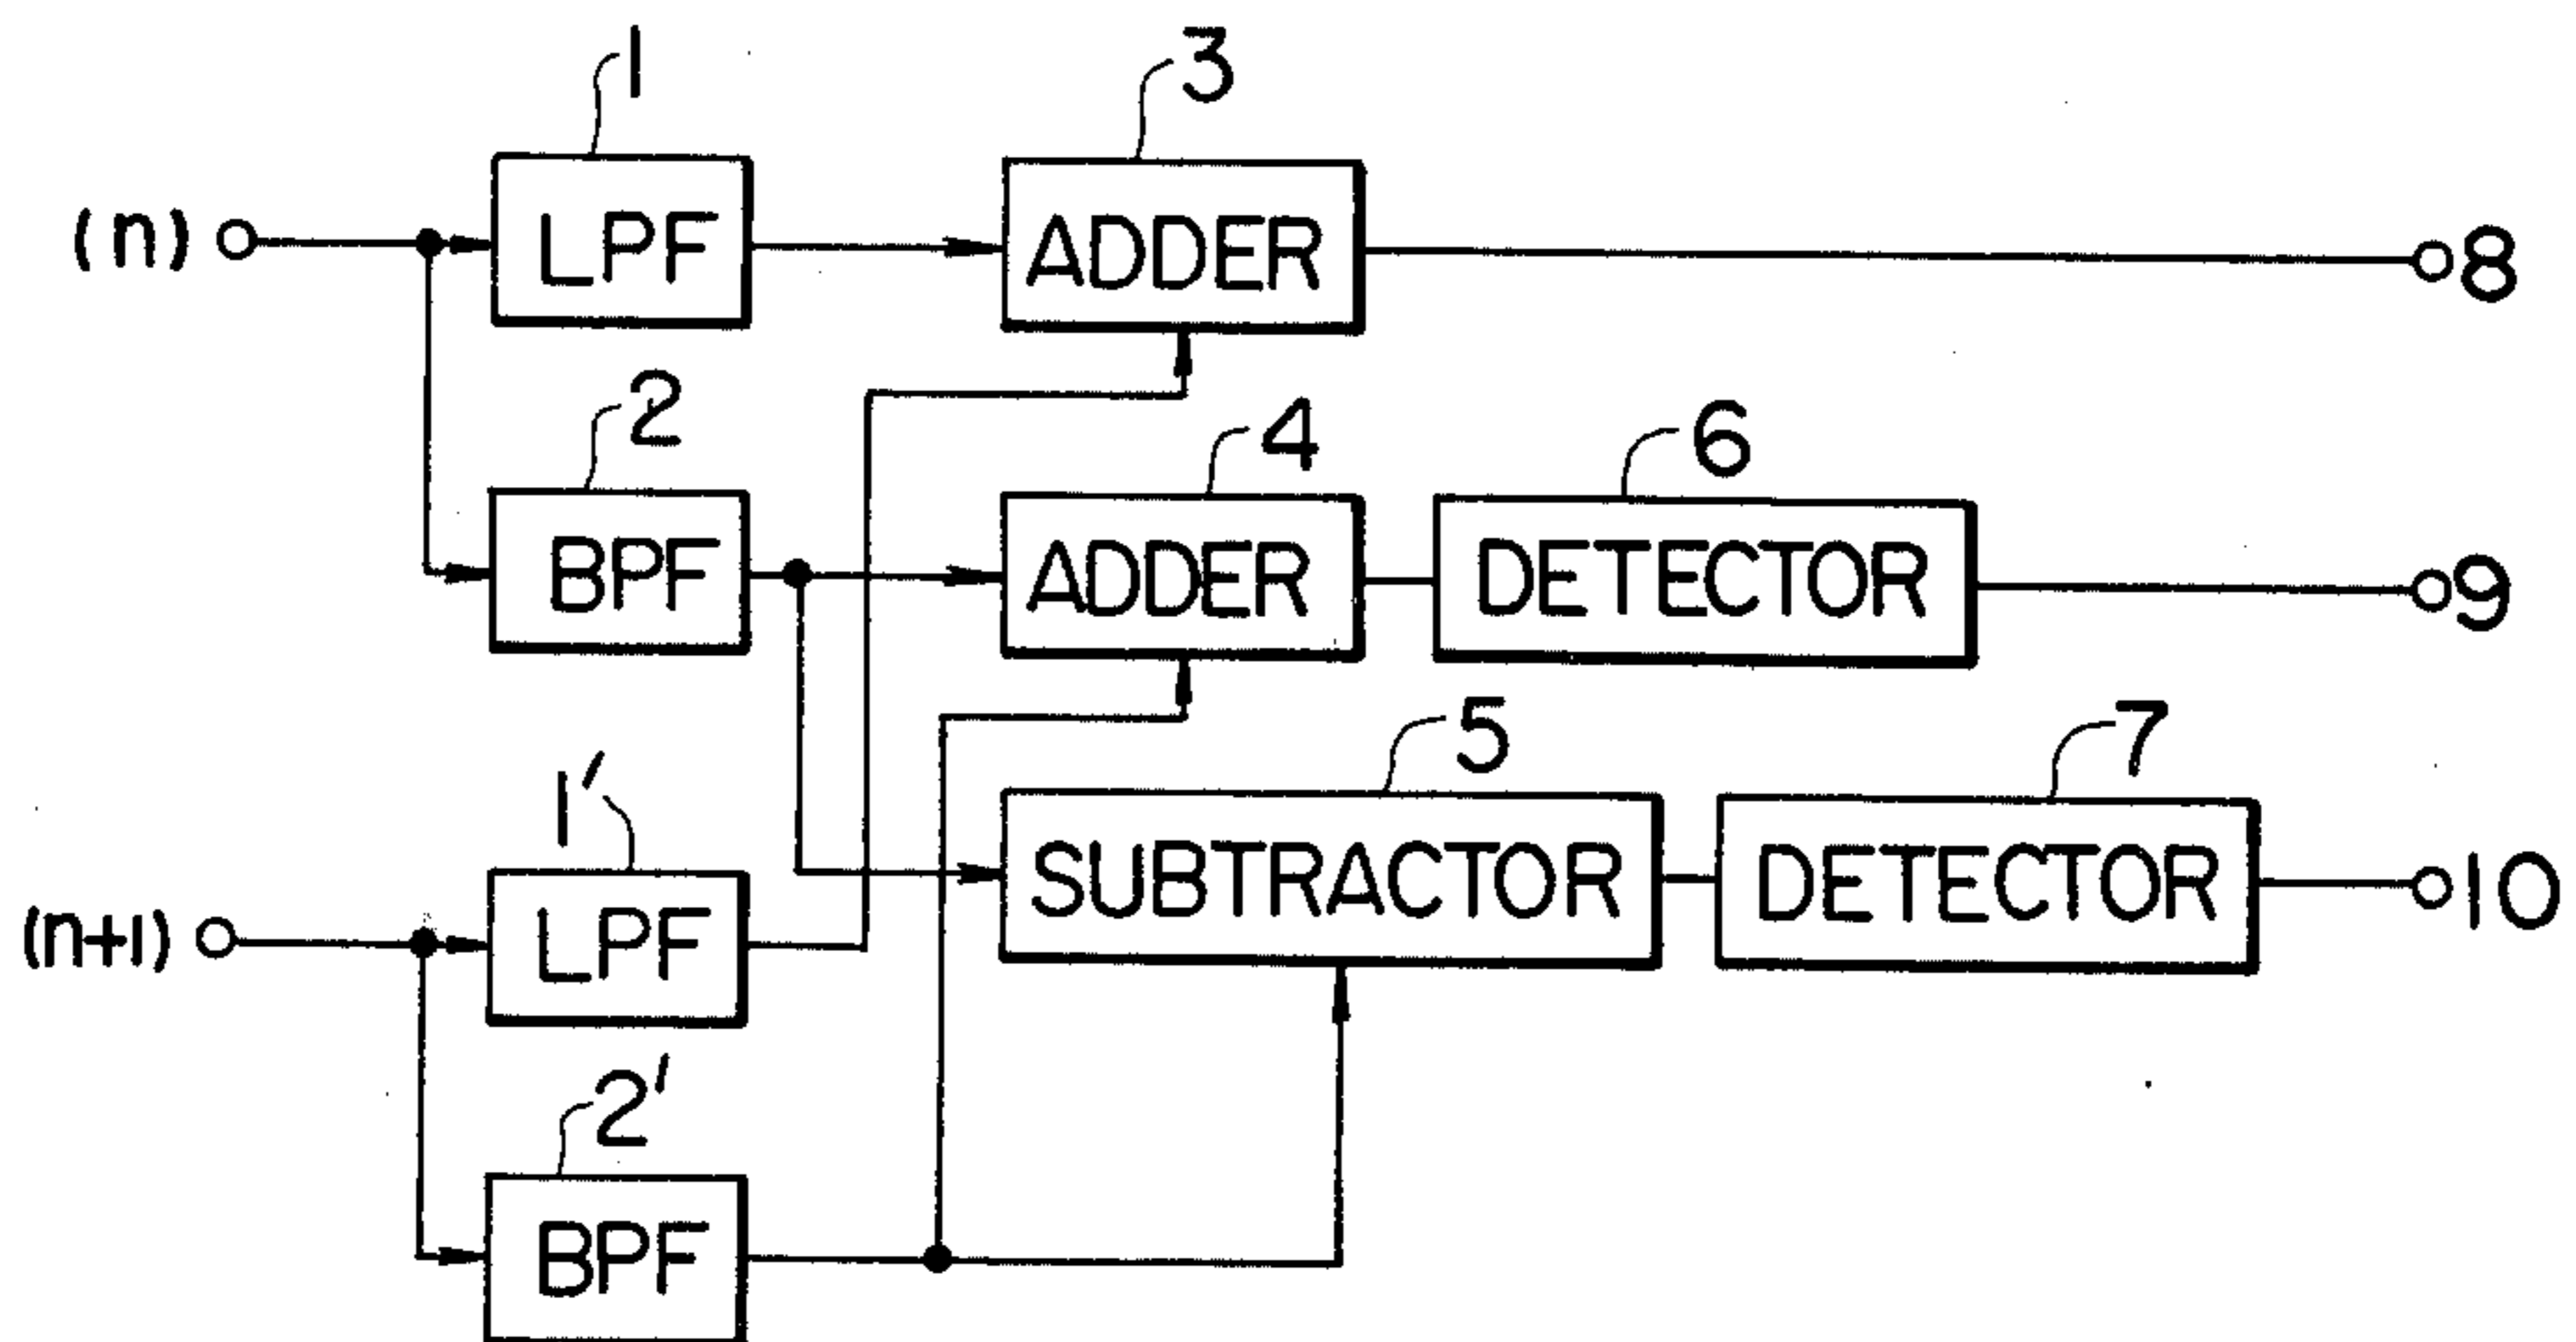 1
3
(n)
LPF
ADDER
8
2
4
6
BPF
ADDER
DETECTOR
9
5
7
1'
(n+1)
LPF
SUBTRACTOR
DETECTOR
10
2'
BPF